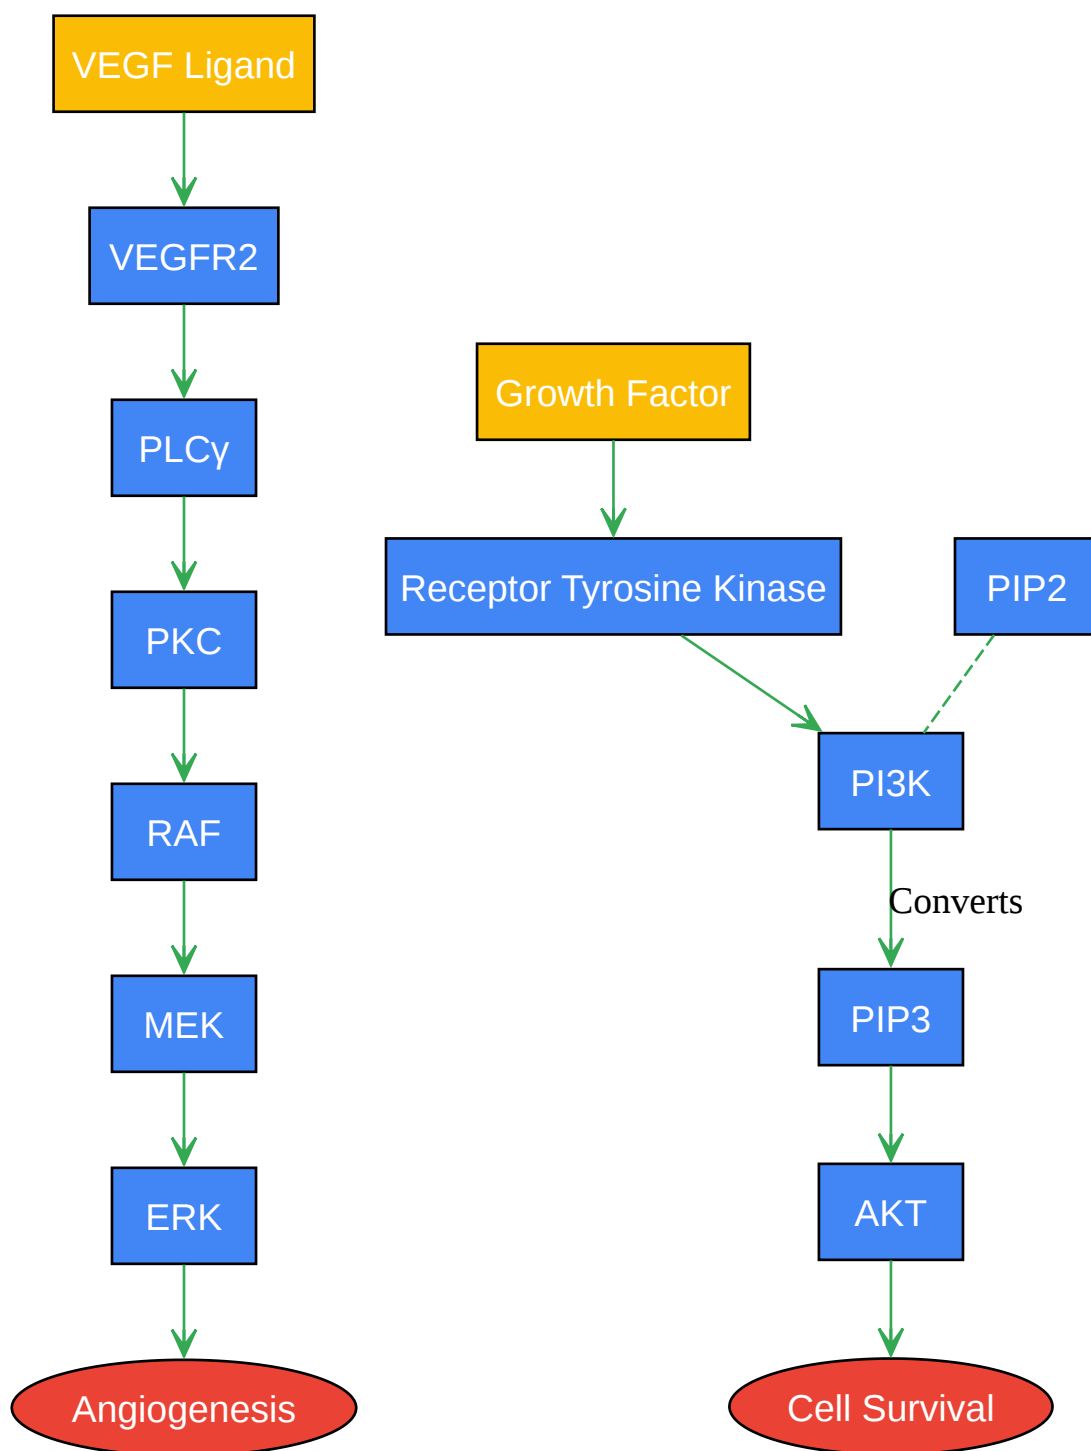 VEGF Ligand
VEGFR2
PLCγ
PKC
RAF
MEK
ERK
Angiogenesis
Growth Factor
Receptor Tyrosine Kinase
PIP2
PI3K
Converts
PIP3
AKT
Cell Survival